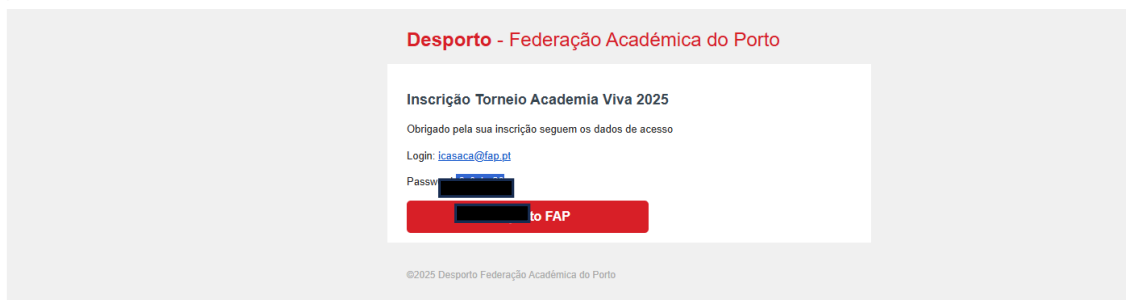 Desporto - Federação Académica do Porto
Inscrição Torneio Academia Viva 2025
Obrigado pela sua inscrição seguem os dados de acesso
Login: icasaca@fap.pt
to FAP
©2025 Desporto Federação Académica do Porto